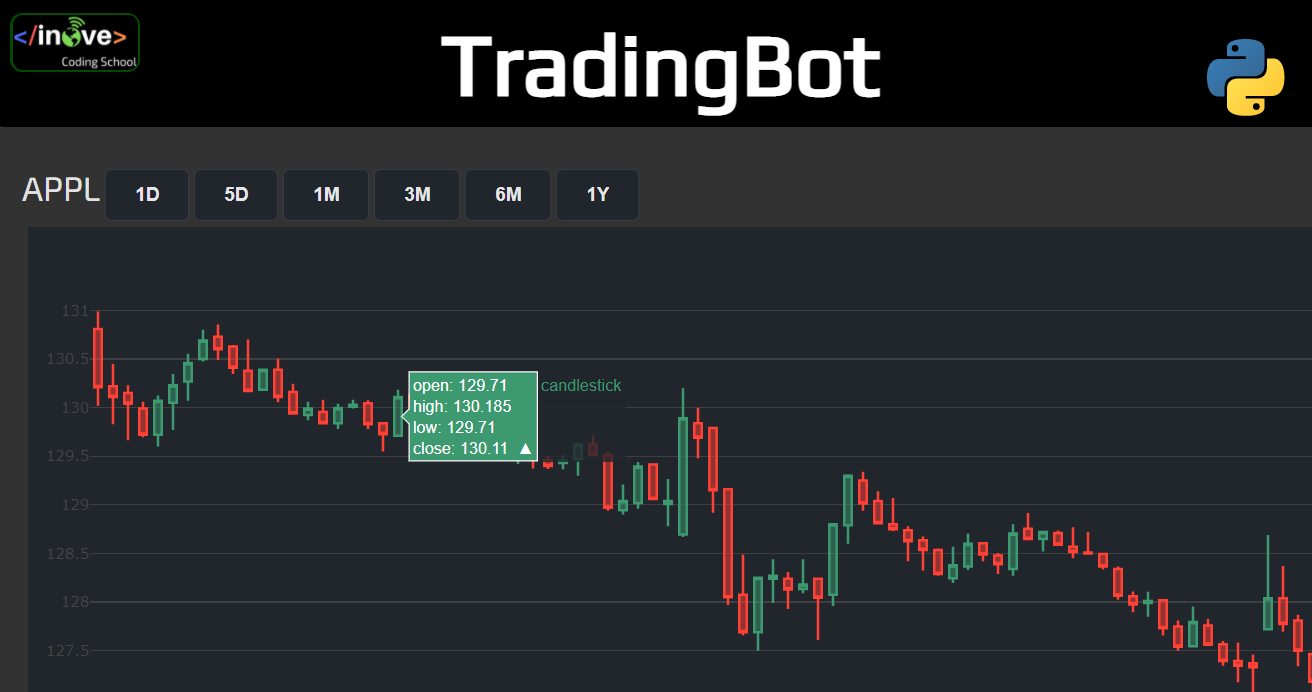 </inove>
Coding School
TradingBot
APPL
1D
5D
1M
3M
6M
1Y
131
130.5
130
129.5
129
128.5
128
127.5
open: 129.71
high: 130.185
low: 129.71
close: 130.11 ▲
candlestick